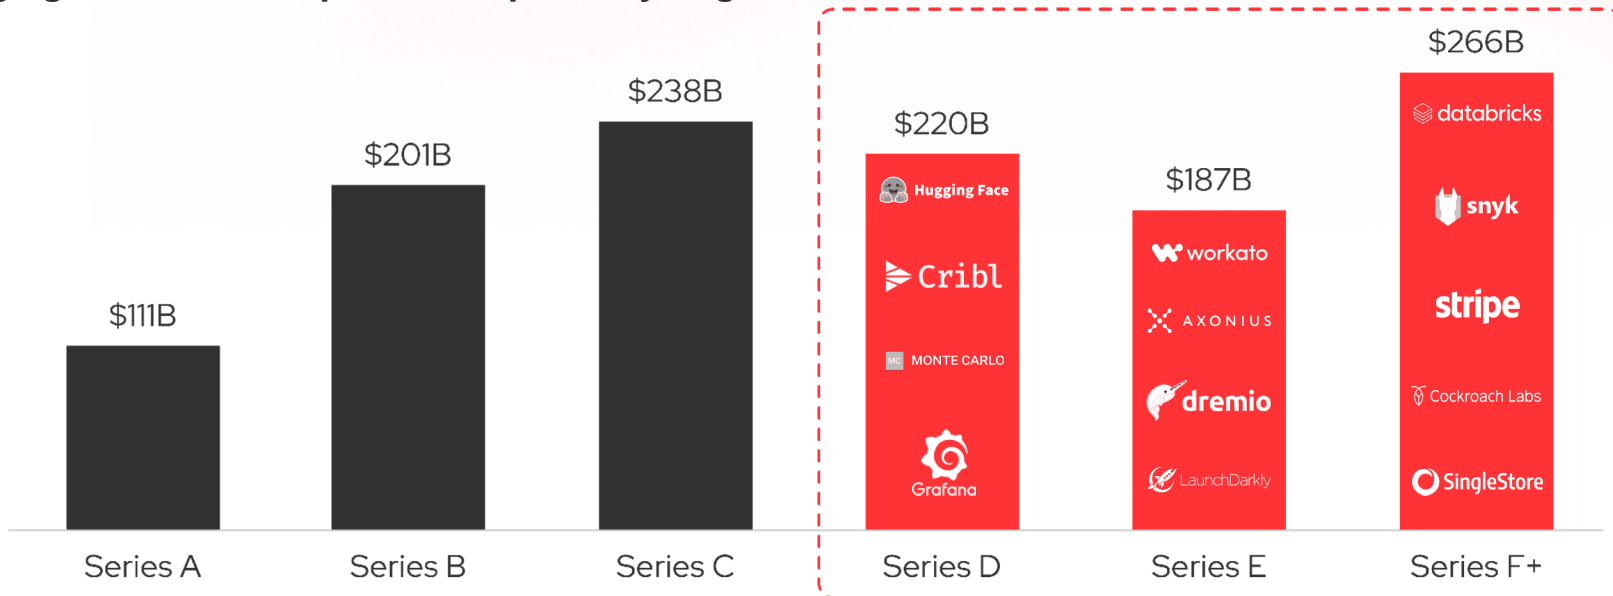 $111B
$201B
$238B
$220B
$187B
$266B
Hugging Face
Cribl
MC MONTE CARLO
Grafana
workato
AXONIUS
dremio
LaunchDarkly
databricks
snyk
stripe
Cockroach Labs
SingleStore
Series A
Series B
Series C
Series D
Series E
Series F+